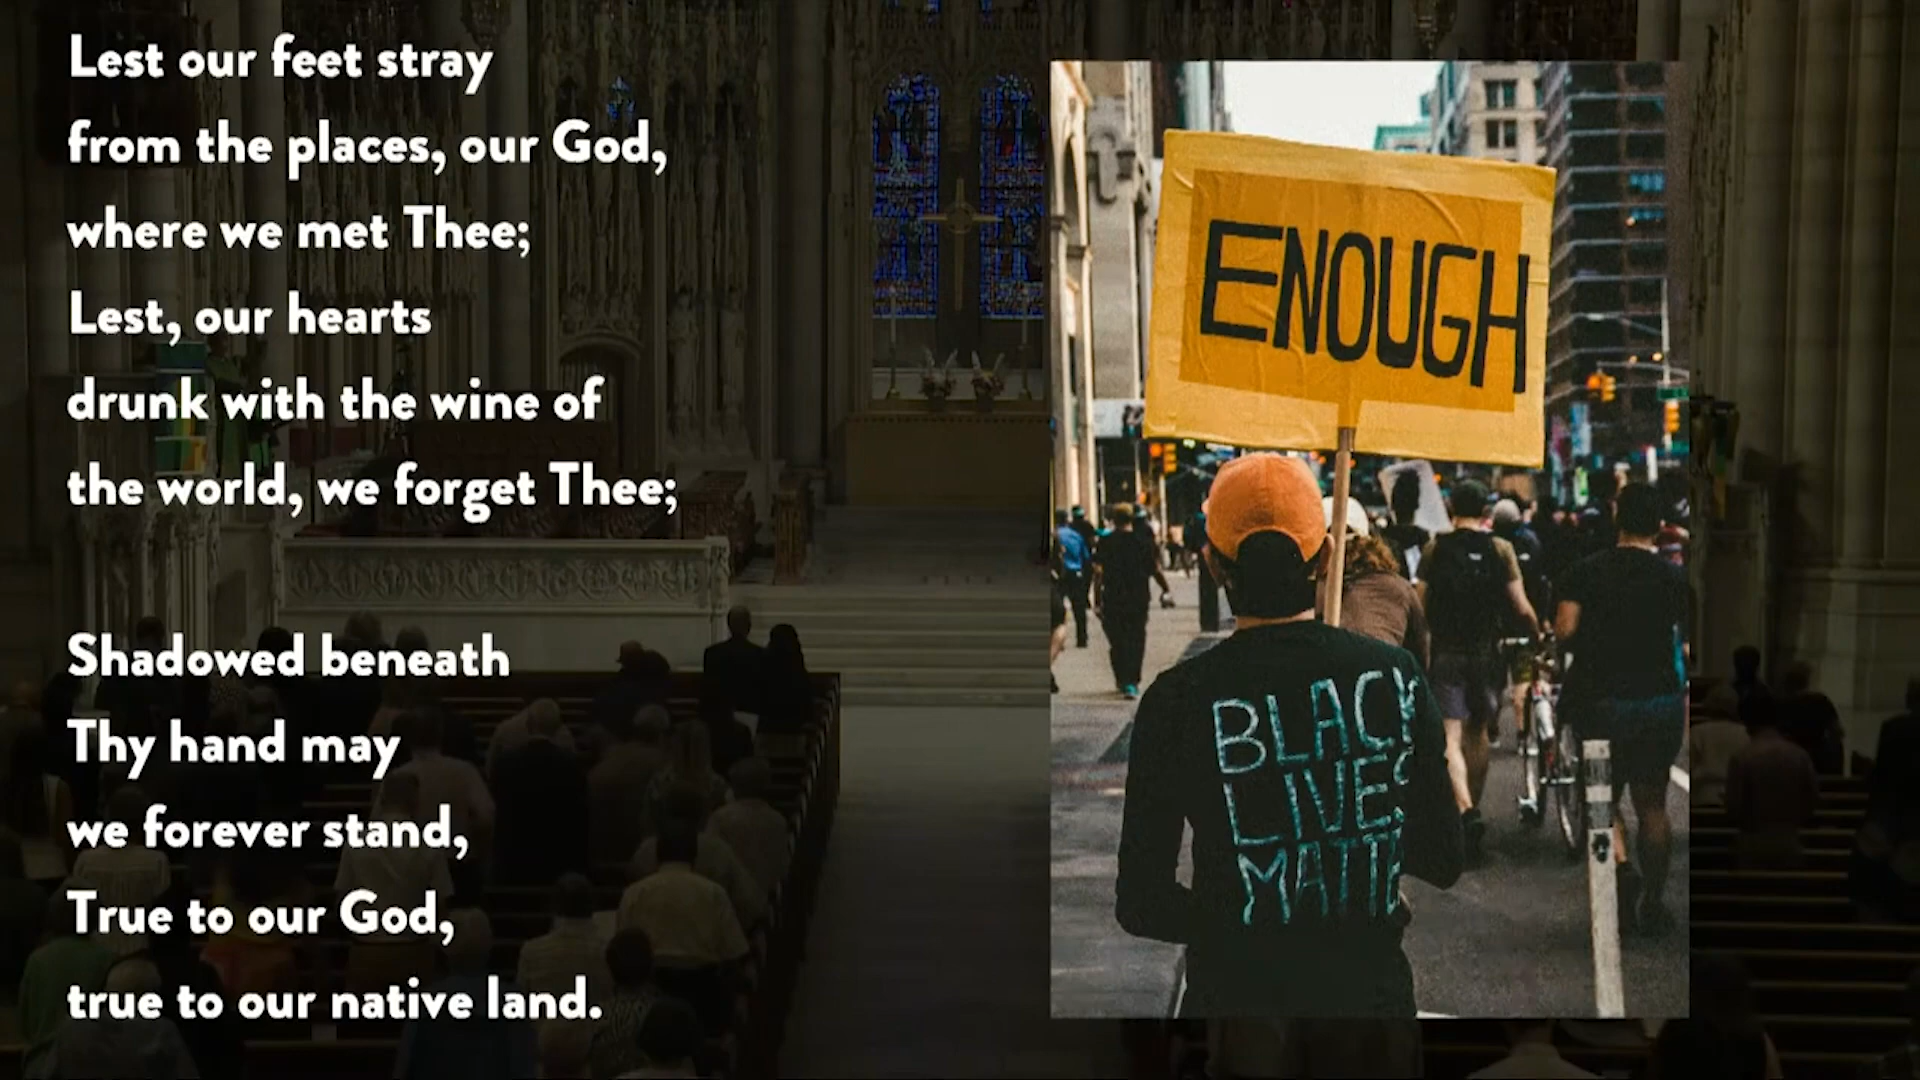 Lest our feet stray
from the places, our God,
where we met Thee;
Lest, our hearts
drunk with the wine of
the world, we forget Thee;
Shadowed beneath
Thy hand may
we forever stand,
True to our God,
true to our native land.
ENOUGH
BLACK
LIVES
MATTE